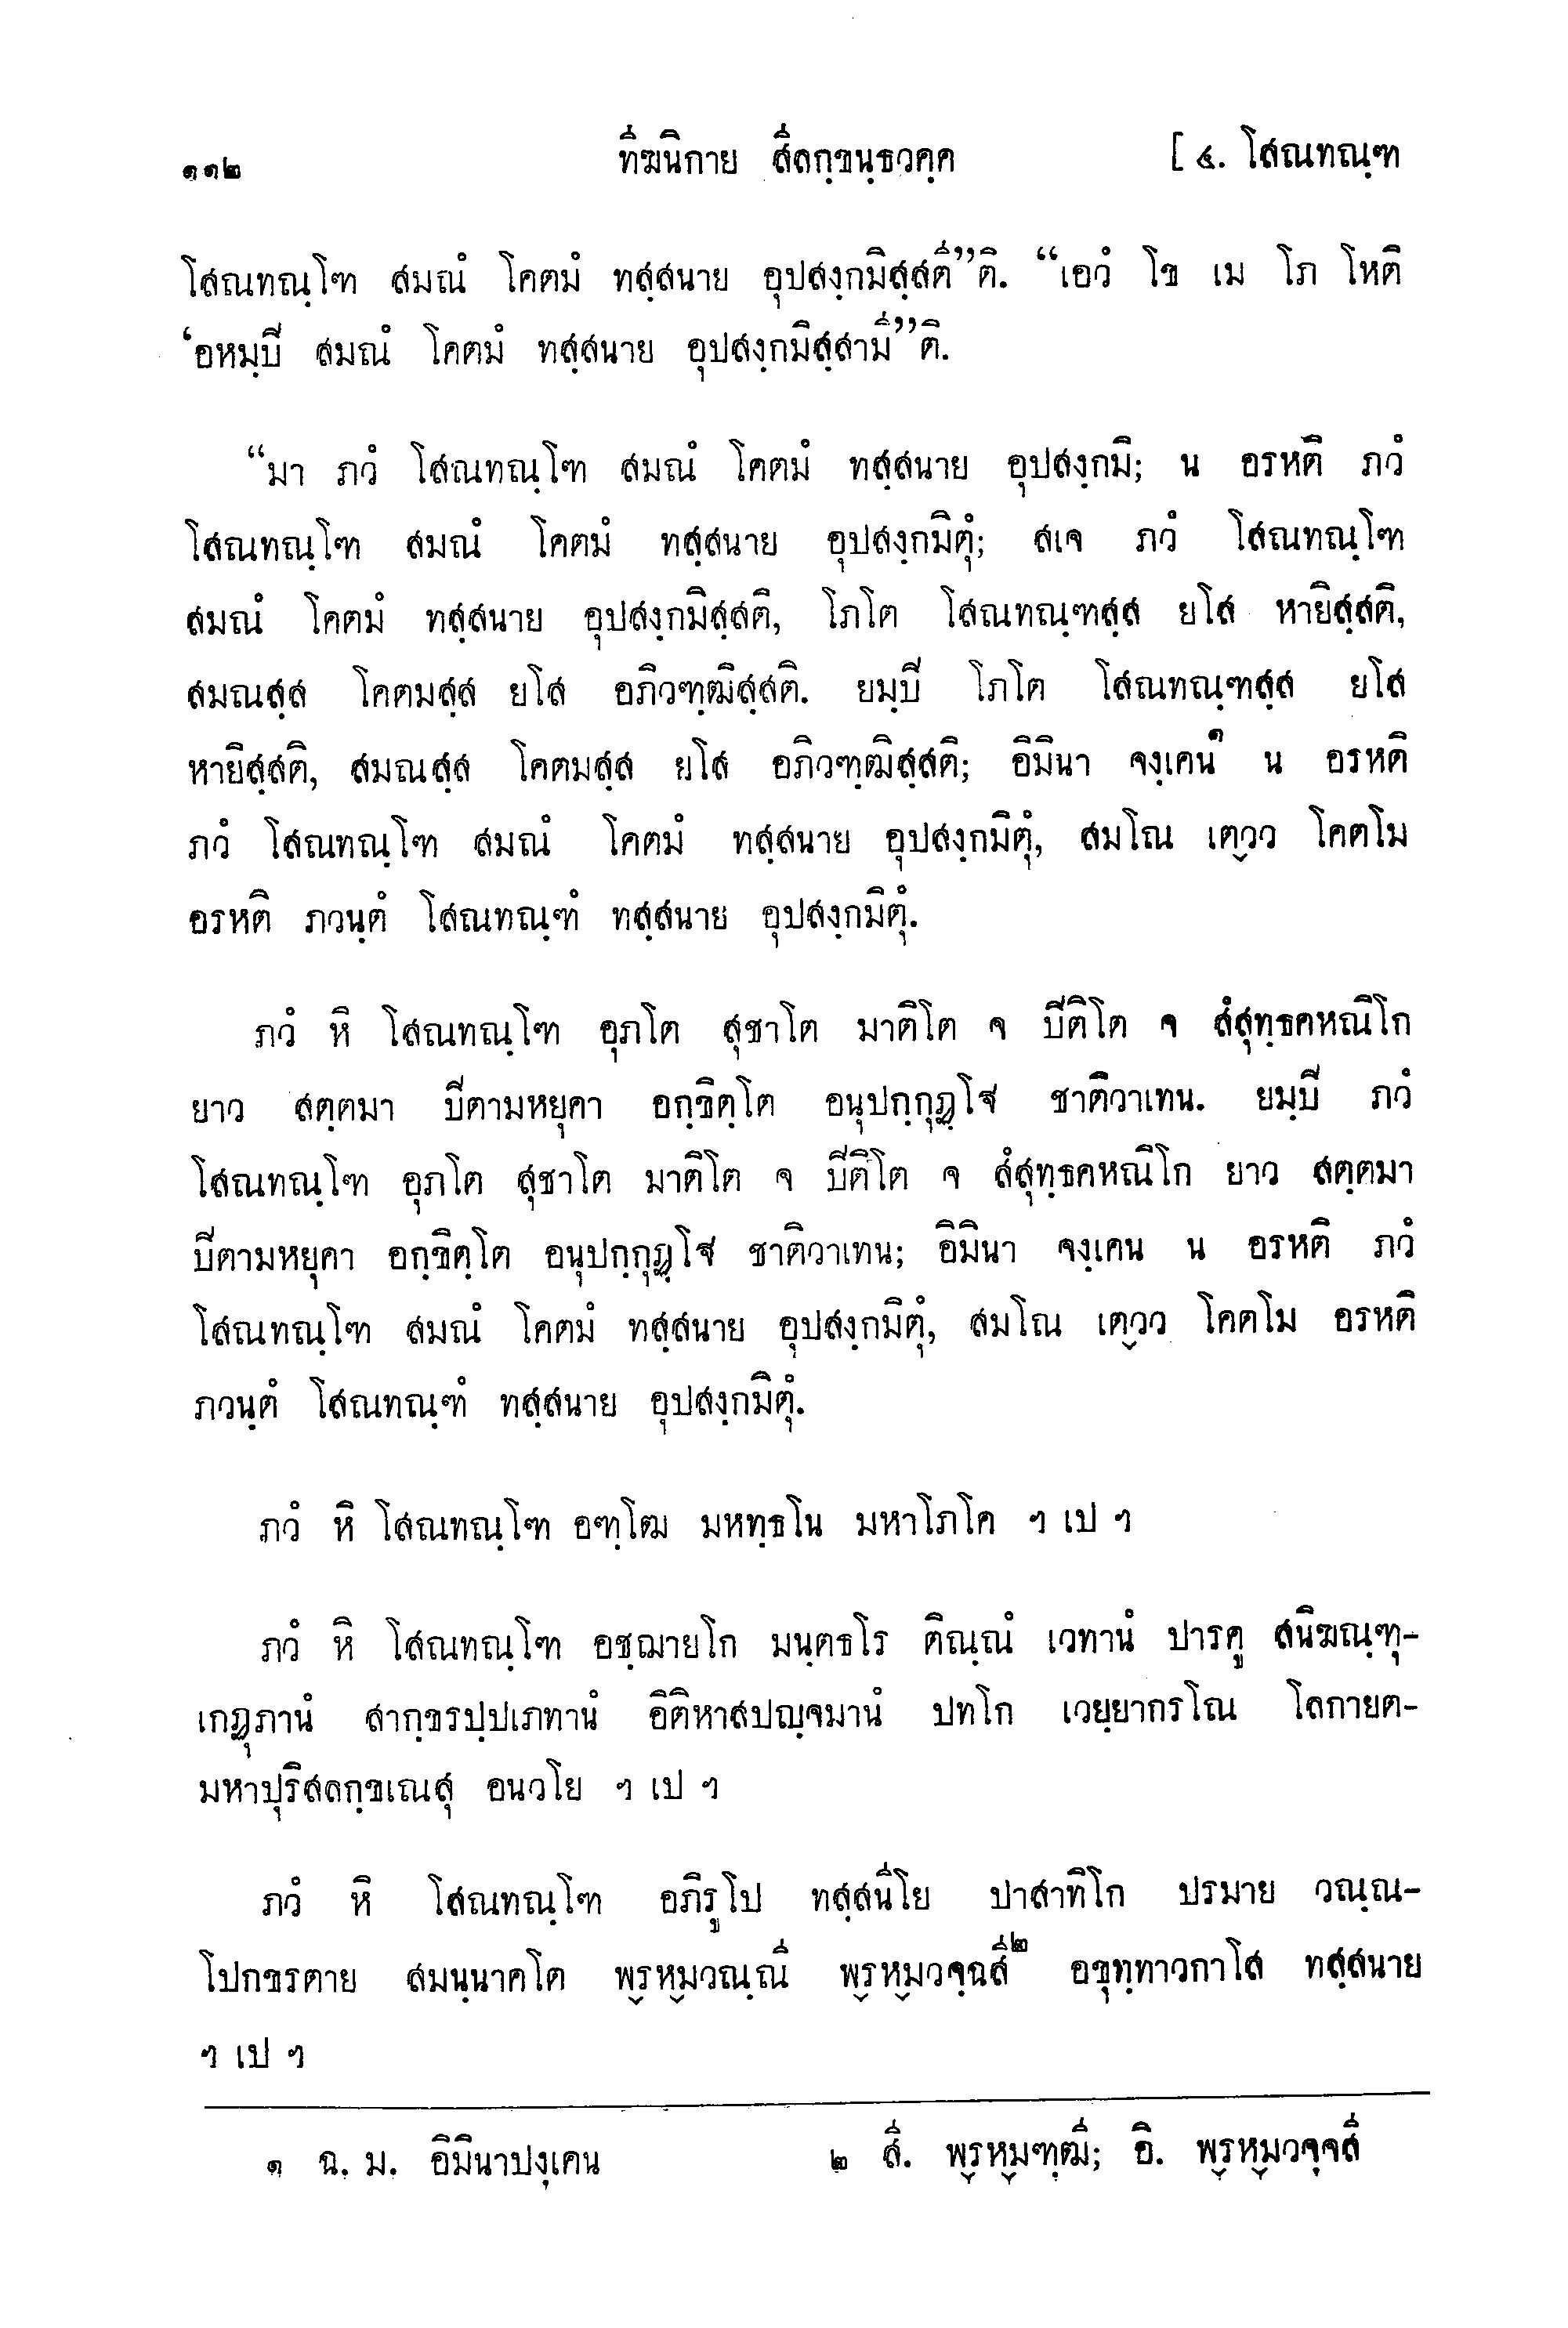 ๑๑๒ ทีฆนิกาย สีลกฺขนฺธวคฺค [ ๔. โสณทณฺฑ
โสณทณฺโฑ สมณํ โคตมํ ทสฺสนาย อุปสงฺกมิสฺสตี”ติ. “เอวํ โข เม โภ โหติ
‘อหมฺปิ สมณํ โคตมํ ทสฺสนาย อุปสงฺกมิสฺสามี’’ติ.
“มา ภวํ โสณทณฺโฑ สมณํ โคตมํ ทสฺสนาย อุปสงฺกมิ; น อรหติ ภวํ
โสณทณฺโฑ สมณํ โคตมํ ทสฺสนาย อุปสงฺกมิตุํ; สเจ ภวํ โสณทณฺโฑ
สมณํ โคตมํ ทสฺสนาย อุปสงฺกมิสฺสติ, โภโต โสณทณฺฑสฺส ยโส หายิสฺสติ,
สมณสฺส โคตมสฺส ยโส อภิวฑฺฒิสฺสติ. ยมฺปิ โภโต โสณทณฺฑสฺส ยโส
หายิสฺสติ, สมณสฺส โคตมสฺส ยโส อภิวฑฺฒิสฺสติ; อิมินา จงฺเคน๑ น อรหติ
ภวํ โสณทณฺโฑ สมณํ โคตมํ ทสฺสนาย อุปสงฺกมิตุํ, สมโณ เตฺวว โคตโม
อรหติ ภวนฺตํ โสณทณฺฑํ ทสฺสนาย อุปสงฺกมิตุํ.
ภวํ หิ โสณทณฺโฑ อุภโต สุชาโต มาติโต จ ปิติโต จ สํสุทฺธคหณิโก
ยาว สตฺตมา ปิตามหยุคา อกฺขิตฺโต อนุปกฺกุฏฺโฐ ชาติวาเทน. ยมฺปิ ภวํ
โสณทณฺโฑ อุภโต สุชาโต มาติโต จ ปิติโต จ สํสุทฺธคหณิโก ยาว สตฺตมา
ปิตามหยุคา อกฺขิตฺโต อนุปกฺกุฏฺโฐ ชาติวาเทน; อิมินา จงฺเคน น อรหติ ภวํ
โสณทณฺโฑ สมณํ โคตมํ ทสฺสนาย อุปสงฺกมิตุํ, สมโณ เตฺวว โคตโม อรหติ
ภวนฺตํ โสณทณฺฑํ ทสฺสนาย อุปสงฺกมิตุํ.
ภวํ หิ โสณทณฺโฑ อฑฺโฒ มหทฺธโน มหาโภโค ฯ เป ฯ
ภวํ หิ โสณทณฺโฑ อชฺฌายโก มนฺตธโร ติณฺณํ เวทานํ ปารคู สนิฆณฺฑุ-
เกฏุภานํ สากฺขรปฺปเภทานํ อิติหาสปญฺจมานํ ปทโก เวยฺยากรโณ โลกายต-
มหาปุริสลกฺขเณสุ อนวโย ฯ เป ฯ
ภวํ หิ โสณทณฺโฑ อภิรูโป ทสฺสนีโย ปาสาทิโก ปรมาย วณฺณ-
โปกขรตาย สมนฺนาคโต พฺรหฺมวณฺณี พฺรหฺมวจฺฉสี๒ อขุทฺทาวกาโส ทสฺสนาย
ฯ เป ฯ
๑ ฉ. ม. อิมินาปงฺเคน ๒ สี. พฺรหฺมฑฺฒี; อิ. พฺรหฺมวจฺจสี